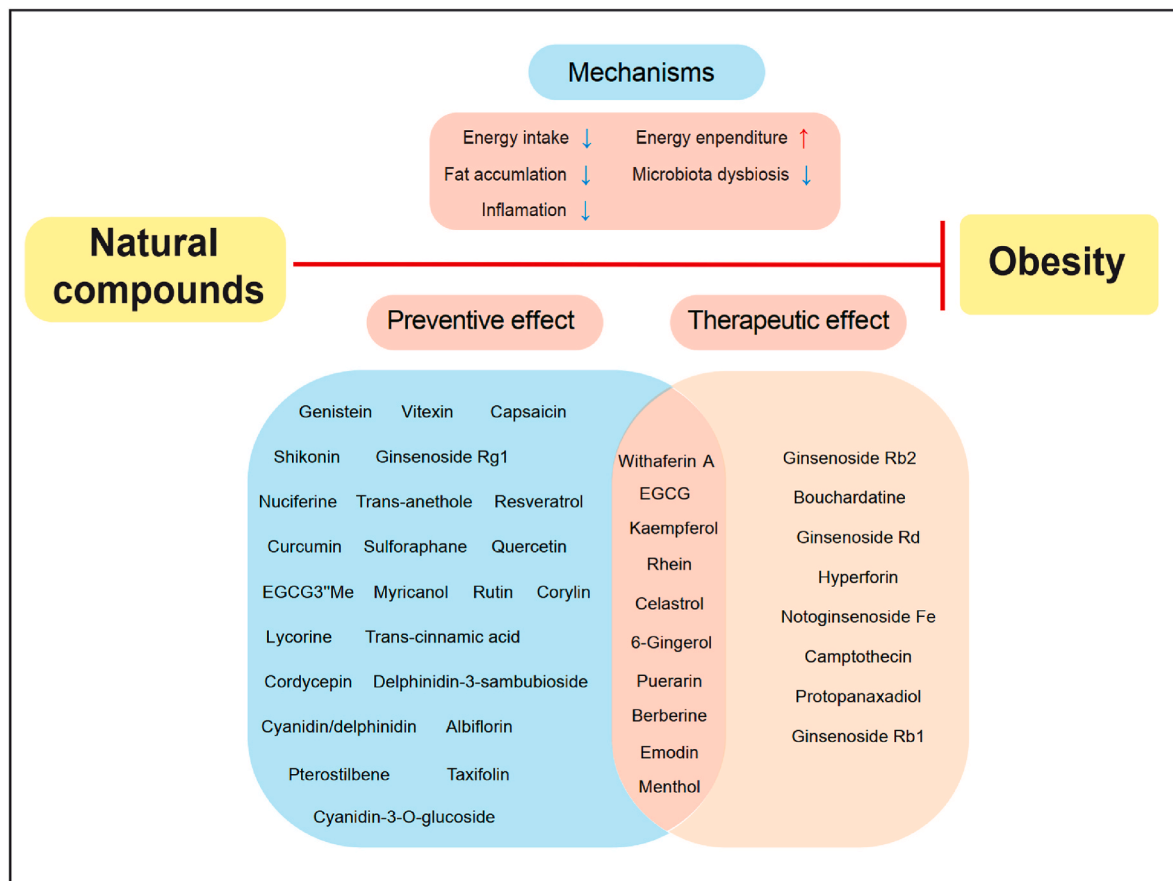 Mechanisms
Energy intake ↓ Energy enpenditure ↑
Fat accumlation ↓ Microbiota dysbiosis ↓
Inflamation ↓
Natural
compounds
Obesity
Preventive effect
Therapeutic effect
Genistein Vitexin Capsaicin
Shikonin Ginsenoside Rg1
Nuciferine Trans-anethole Resveratrol
Curcumin Sulforaphane Quercetin
EGCG3"Me Myricanol Rutin Corylin
Lycorine Trans-cinnamic acid
Cordycepin Delphinidin-3-sambubioside
Cyanidin/delphinidin Albiflorin
Pterostilbene Taxifolin
Cyanidin-3-O-glucoside
Withaferin A
EGCG
Kaempferol
Rhein
Celastrol
6-Gingerol
Puerarin
Berberine
Emodin
Menthol
Ginsenoside Rb2
Bouchardatine
Ginsenoside Rd
Hyperforin
Notoginsenoside Fe
Camptothecin
Protopanaxadiol
Ginsenoside Rb1